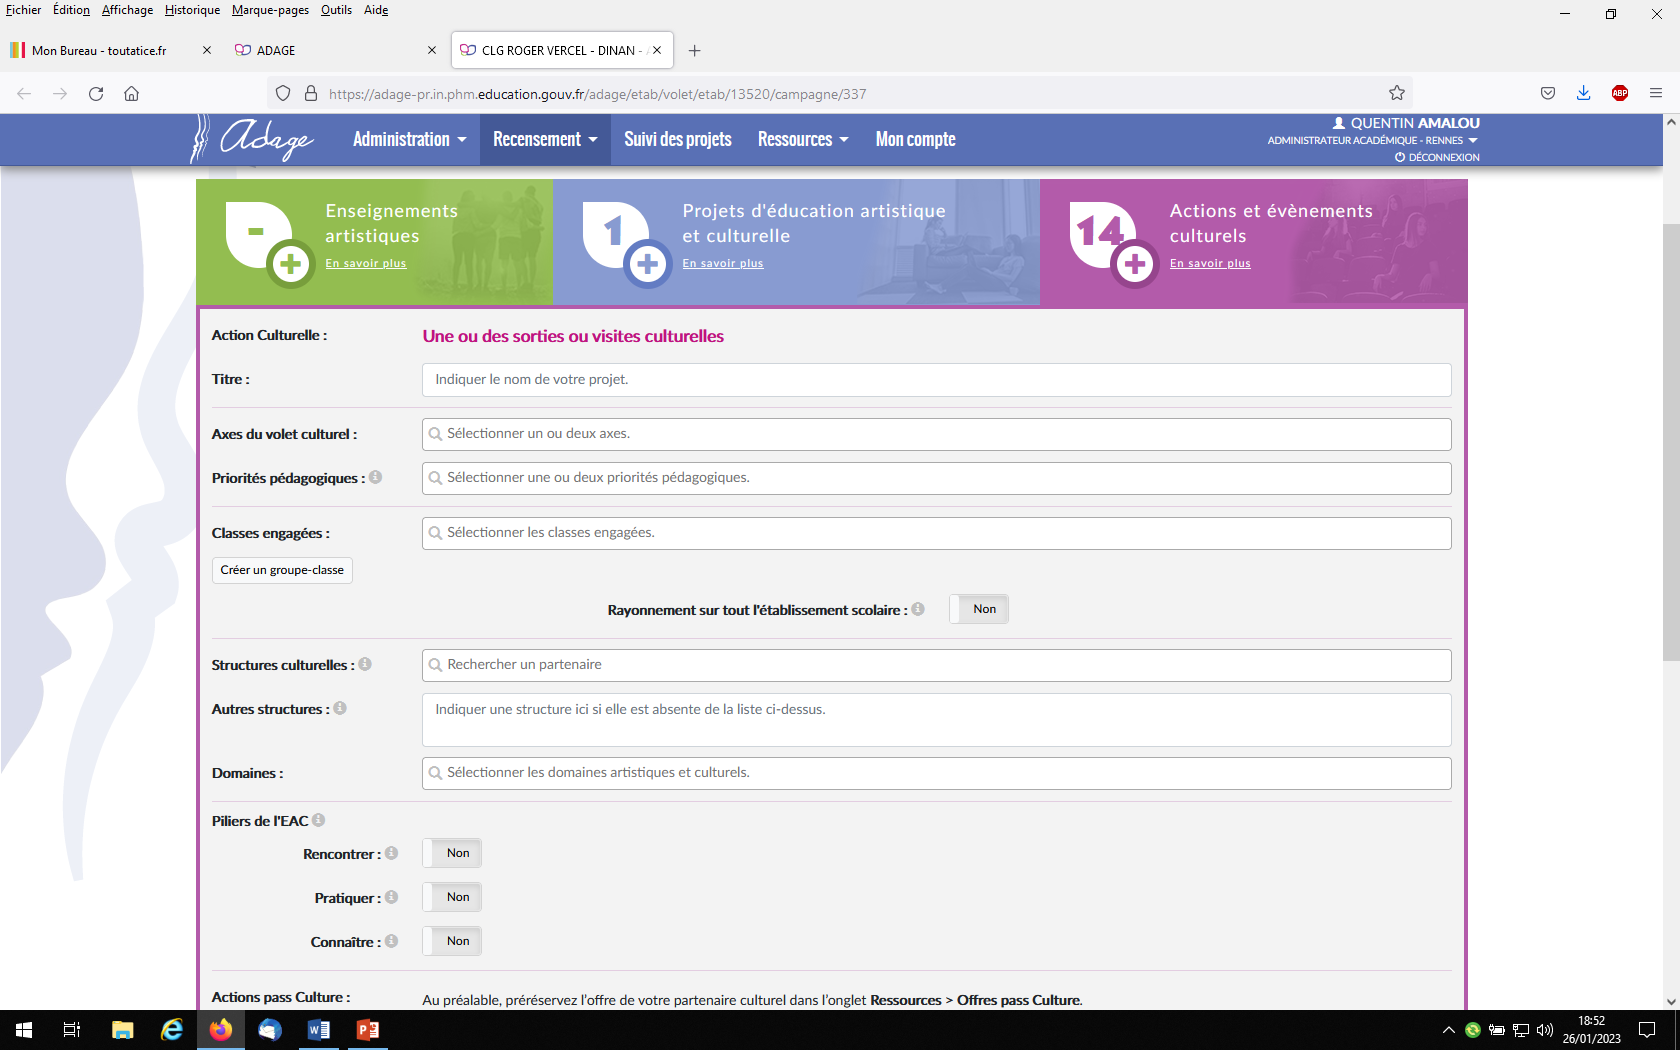 Fichier Édition Affichage Historique Marque-pages Outils Aide
Mon Bureau - toutatice.fr
ADAGE
CLG ROGER VERCEL - DINAN -
https://adage-pr.in.phm.education.gouv.fr/adage/etab/volet/etab/13520/campagne/337
ABP
Adage
Administration
Recensement
Suivi des projets
Ressources
Mon compte
QUENTIN AMALOU
ADMINISTRATEUR ACADÉMIQUE - RENNES
DÉCONNEXION
-
Enseignements
artistiques
En savoir plus
1
Projets d'éducation artistique
et culturelle
En savoir plus
14
Actions et évènements
culturels
En savoir plus
Action Culturelle :
Une ou des sorties ou visites culturelles
Titre :
Indiquer le nom de votre projet.
Axes du volet culturel :
Sélectionner un ou deux axes.
Priorités pédagogiques :
Sélectionner une ou deux priorités pédagogiques.
Classes engagées :
Sélectionner les classes engagées.
Créer un groupe-classe
Rayonnement sur tout l'établissement scolaire :
Non
Structures culturelles :
Rechercher un partenaire
Autres structures :
Indiquer une structure ici si elle est absente de la liste ci-dessus.
Domaines :
Sélectionner les domaines artistiques et culturels.
Piliers de l'EAC
Rencontrer :
Non
Pratiquer :
Non
Connaître :
Non
Actions pass Culture :
Au préalable, préréservez l'offre de votre partenaire culturel dans l'onglet Ressources > Offres pass Culture.
18:52
26/01/2023